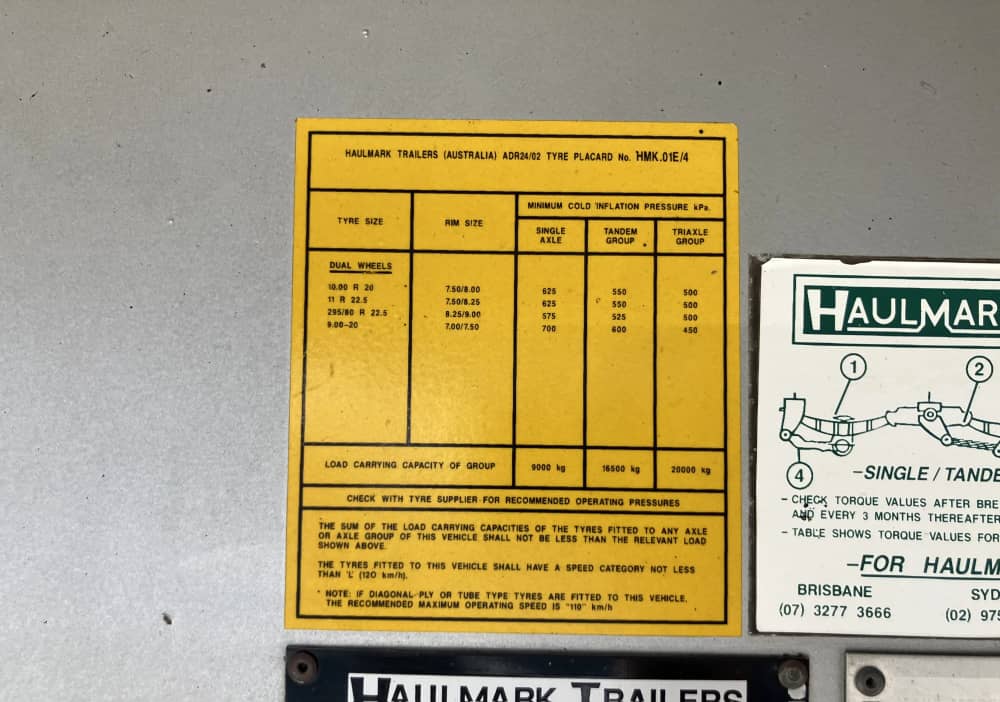 HAULMARK TRAILERS (AUSTRALIA) ADR24/02 TYRE PLACARD No. HMK.01E/4
TYRE SIZE
RIM SIZE
MINIMUM COLD INFLATION PRESSURE kPa.
SINGLE AXLE
TANDEM GROUP
TRIAXLE GROUP
DUAL WHEELS
10.00 R 20 7.50/8.00 625 550 500
11 R 22.5 7.50/8.25 625 550 500
295/80 R 22.5 8.25/9.00 575 525 500
9.00-20 7.00/7.50 700 600 450
LOAD CARRYING CAPACITY OF GROUP 9000 kg 16500 kg 20000 kg
CHECK WITH TYRE SUPPLIER FOR RECOMMENDED OPERATING PRESSURES
THE SUM OF THE LOAD CARRYING CAPACITIES OF THE TYRES FITTED TO ANY AXLE
OR AXLE GROUP OF THIS VEHICLE SHALL NOT BE LESS THAN THE RELEVANT LOAD
SHOWN ABOVE.
THE TYRES FITTED TO THIS VEHICLE SHALL HAVE A SPEED CATEGORY NOT LESS
THAN 'L' (120 km/h).
NOTE: IF DIAGONAL-PLY OR TUBE TYPE TYRES ARE FITTED TO THIS VEHICLE.
THE RECOMMENDED MAXIMUM OPERATING SPEED IS "110" km/h
HAULMAR
1
2
4
-SINGLE / TANDE
- CHECK TORQUE VALUES AFTER BRE
AND EVERY 3 MONTHS THEREAFTER
- TABLE SHOWS TORQUE VALUES FOR
-FOR HAULM
BRISBANE SYD
(07) 3277 3666 (02) 975
HAULMARK TRAILERS